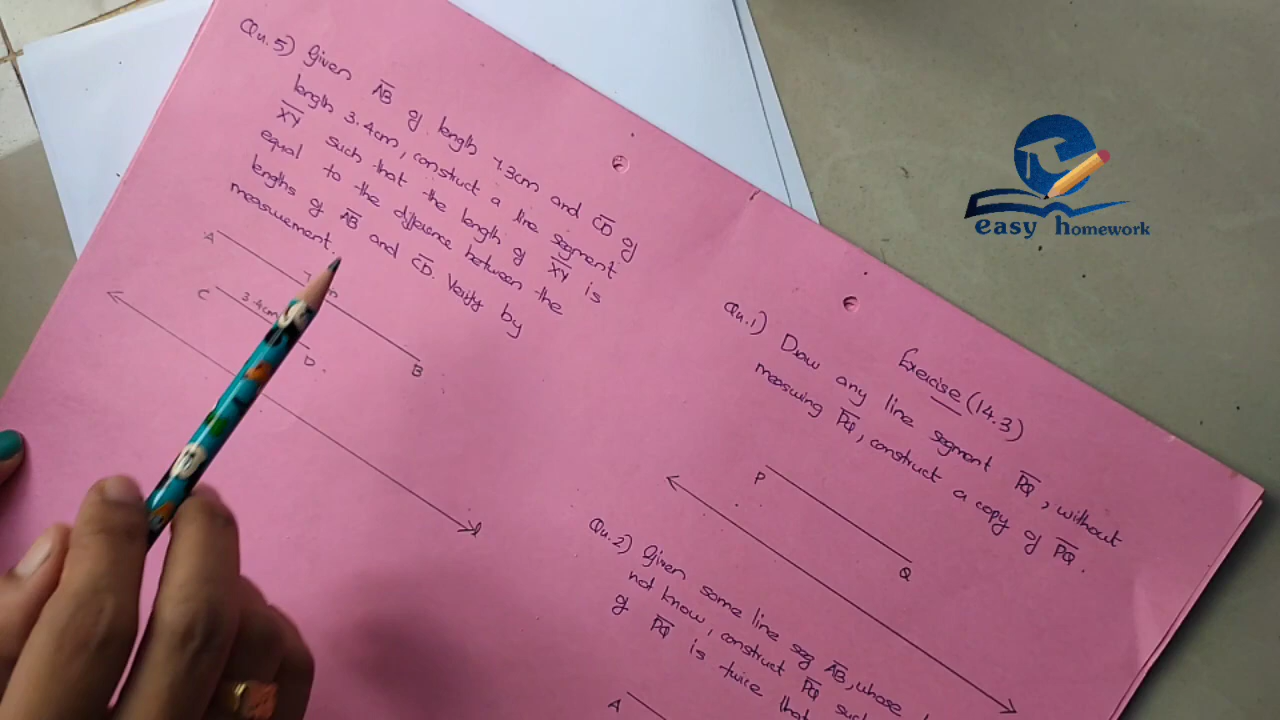 Qu.5) Given AB of length 7.3cm and CD of
length 3.4cm, construct a line segment
XY such that the length of XY is
equal to the difference between the
lengths of AB and CD. Verify by
measurement.
A
B
C 3.4cm
D
l
easy homework
Exercise (14.3)
Qu.1) Draw any line segment PQ, without
measuring PQ, construct a copy of PQ.
P
Q
Qu.2) Given some line seg AB, whose
not know, construct PQ
of PQ is twice
A